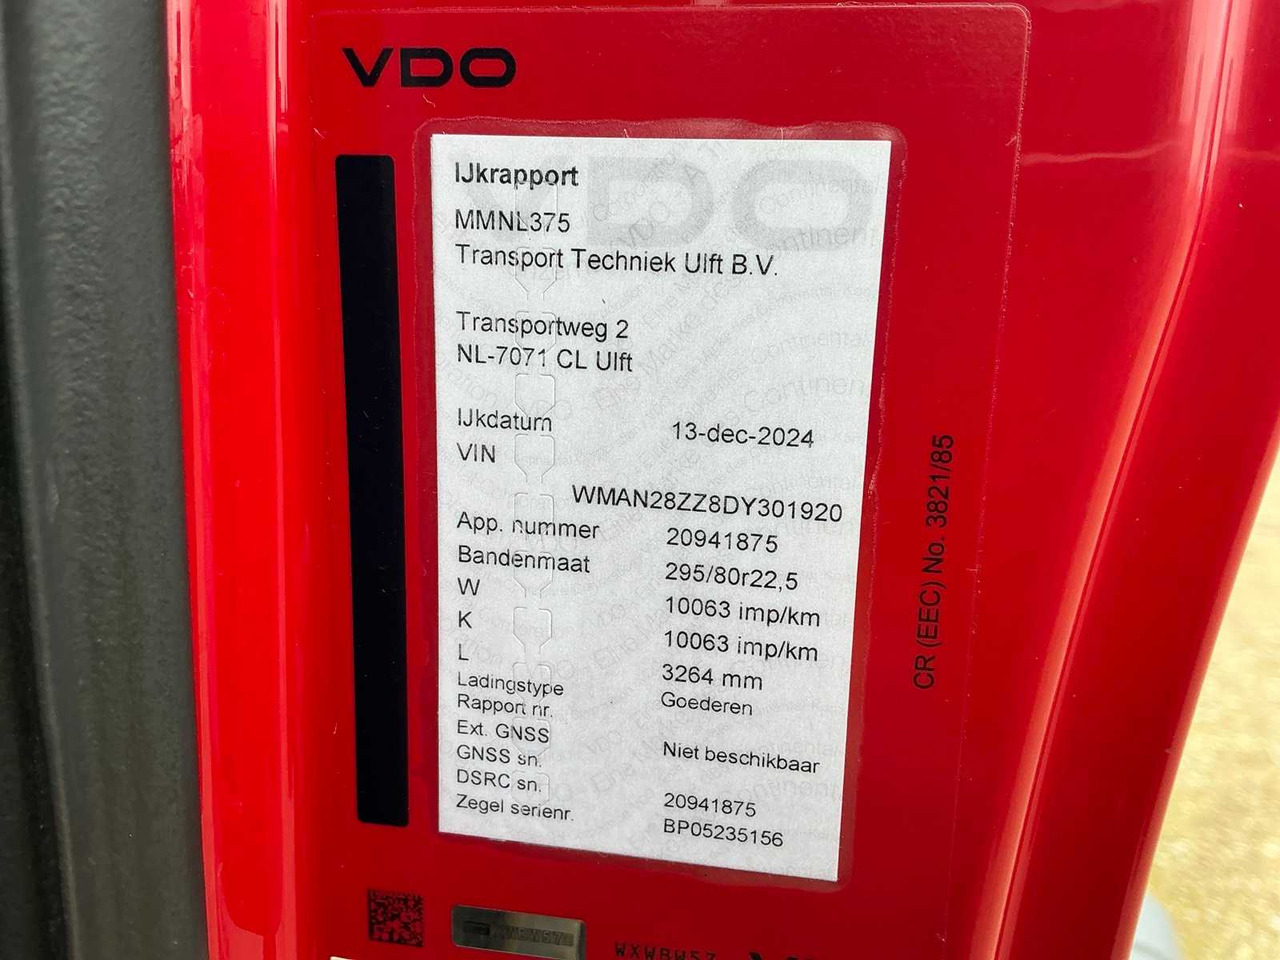 VDO
IJkrapport
MMNL375
Transport Techniek Ulft B.V.
Transportweg 2
NL-7071 CL Ulft
IJkdatum 13-dec-2024
VIN
WMAN28ZZ8DY301920
App. nummer 20941875
Bandenmaat 295/80r22,5
W 10063 imp/km
K 10063 imp/km
L 3264 mm
Ladingstype Goederen
Rapport nr.
Ext. GNSS Niet beschikbaar
GNSS sn.
DSRC sn. 20941875
Zegel serienr. BP05235156
CR (EEC) No. 3821/85